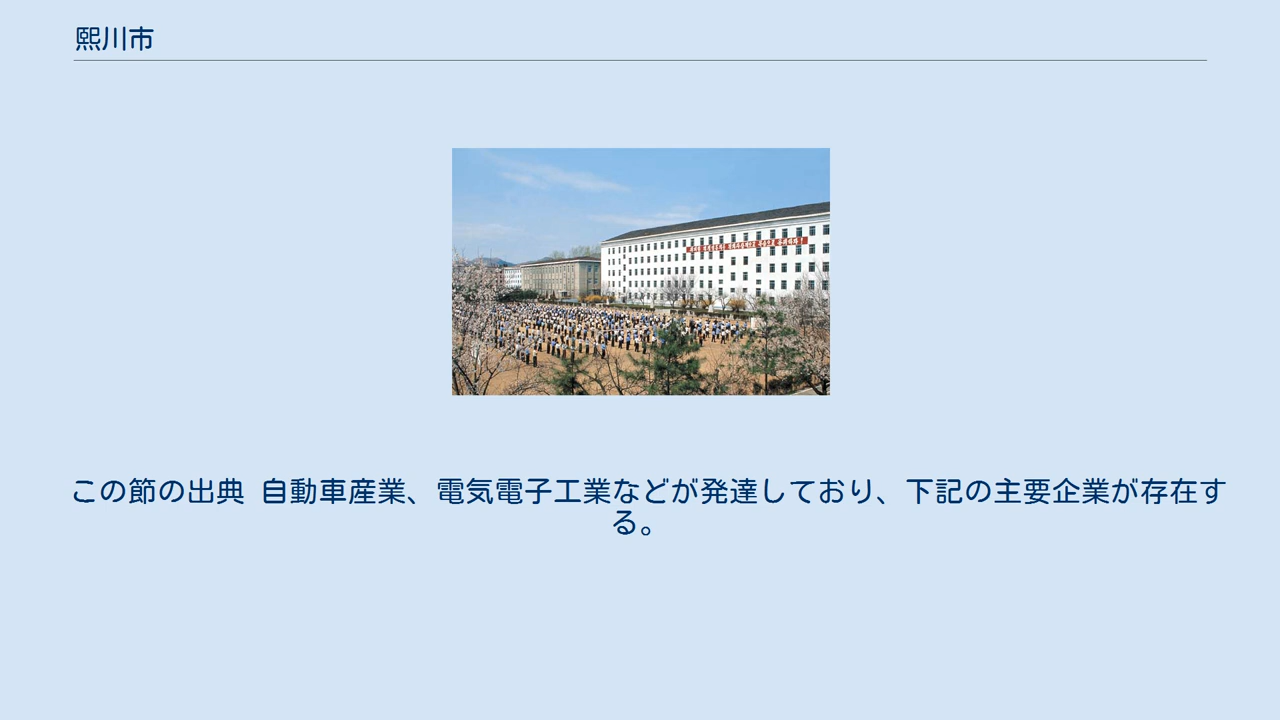 熙川市
この節の出典 自動車産業、電気電子工業などが発達しており、下記の主要企業が存在す
る。